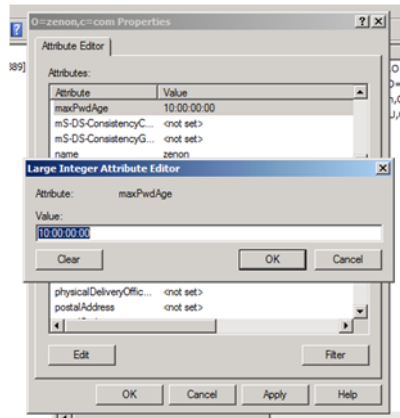 O=zenon,c=com Properties
Attribute Editor
389]
Attributes:
Attribute Value
maxPwdAge 10:00:00:00
mS-DS-ConsistencyC... <not set>
mS-DS-ConsistencyG... <not set>
name zenon
Large Integer Attribute Editor
Attribute: maxPwdAge
Value:
10:00:00:00
Clear OK Cancel
physicalDeliveryOffic... <not set>
postalAddress <not set>
Edit Filter
OK Cancel Apply Help